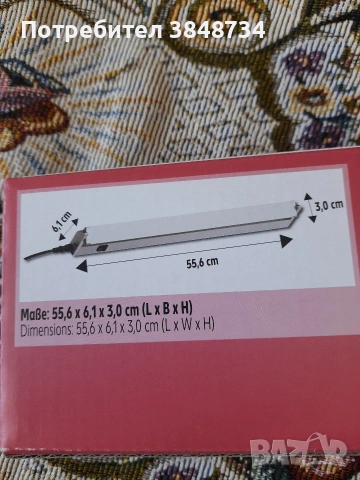 Потребител 3848734
6,1 cm
3,0 cm
55,6 cm
Maße: 55,6 x 6,1 x 3,0 cm (L x B x H)
Dimensions: 55,6 x 6,1 x 3,0 cm (L x W x H)
BAZAR